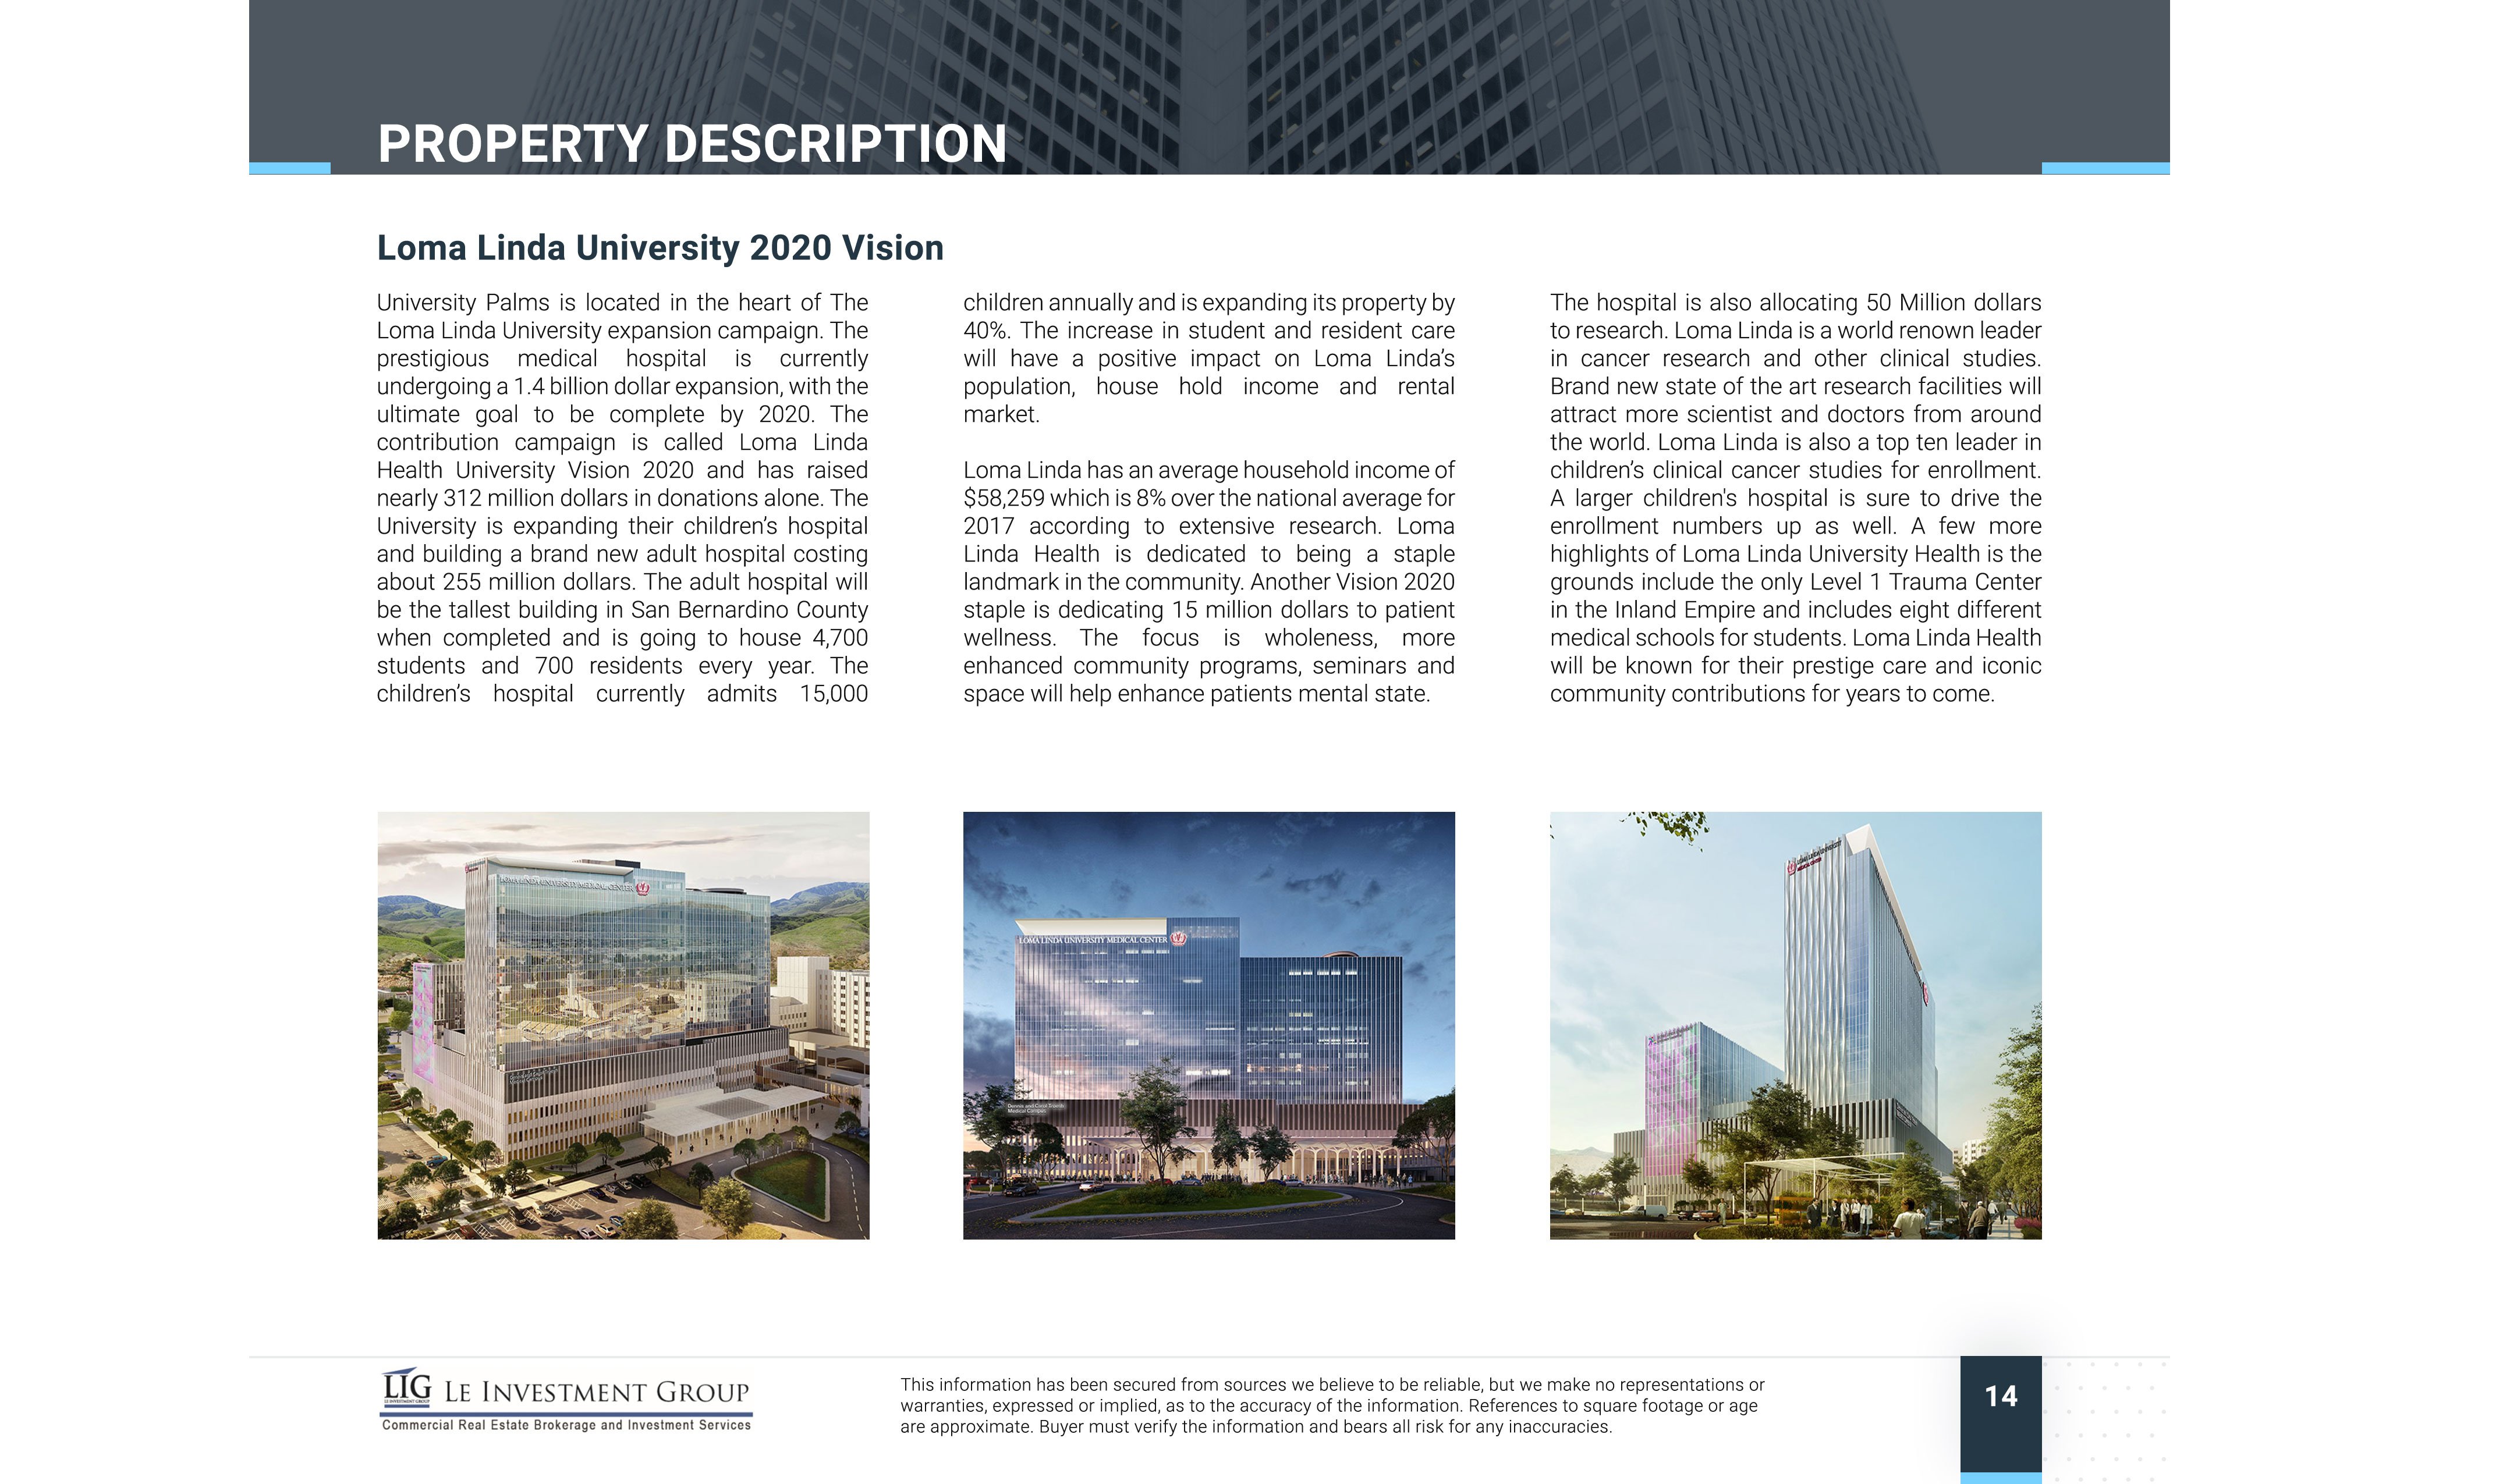 PROPERTY DESCRIPTION
Loma Linda University 2020 Vision
University Palms is located in the heart of The
Loma Linda University expansion campaign. The
prestigious medical hospital is currently
undergoing a 1.4 billion dollar expansion, with the
ultimate goal to be complete by 2020. The
contribution campaign is called Loma Linda
Health University Vision 2020 and has raised
nearly 312 million dollars in donations alone. The
University is expanding their children’s hospital
and building a brand new adult hospital costing
about 255 million dollars. The adult hospital will
be the tallest building in San Bernardino County
when completed and is going to house 4,700
students and 700 residents every year. The
children’s hospital currently admits 15,000
children annually and is expanding its property by
40%. The increase in student and resident care
will have a positive impact on Loma Linda’s
population, house hold income and rental
market.
Loma Linda has an average household income of
$58,259 which is 8% over the national average for
2017 according to extensive research. Loma
Linda Health is dedicated to being a staple
landmark in the community. Another Vision 2020
staple is dedicating 15 million dollars to patient
wellness. The focus is wholeness, more
enhanced community programs, seminars and
space will help enhance patients mental state.
The hospital is also allocating 50 Million dollars
to research. Loma Linda is a world renown leader
in cancer research and other clinical studies.
Brand new state of the art research facilities will
attract more scientist and doctors from around
the world. Loma Linda is also a top ten leader in
children’s clinical cancer studies for enrollment.
A larger children's hospital is sure to drive the
enrollment numbers up as well. A few more
highlights of Loma Linda University Health is the
grounds include the only Level 1 Trauma Center
in the Inland Empire and includes eight different
medical schools for students. Loma Linda Health
will be known for their prestige care and iconic
community contributions for years to come.
LOMA LINDA UNIVERSITY MEDICAL CENTER
LOMA LINDA UNIVERSITY MEDICAL CENTER
Dennis and Carol Troesh
Medical Campus
LOMA LINDA UNIVERSITY
MEDICAL CENTER
LIG
LE INVESTMENT GROUP
LE INVESTMENT GROUP
Commercial Real Estate Brokerage and Investment Services
This information has been secured from sources we believe to be reliable, but we make no representations or
warranties, expressed or implied, as to the accuracy of the information. References to square footage or age
are approximate. Buyer must verify the information and bears all risk for any inaccuracies.
14